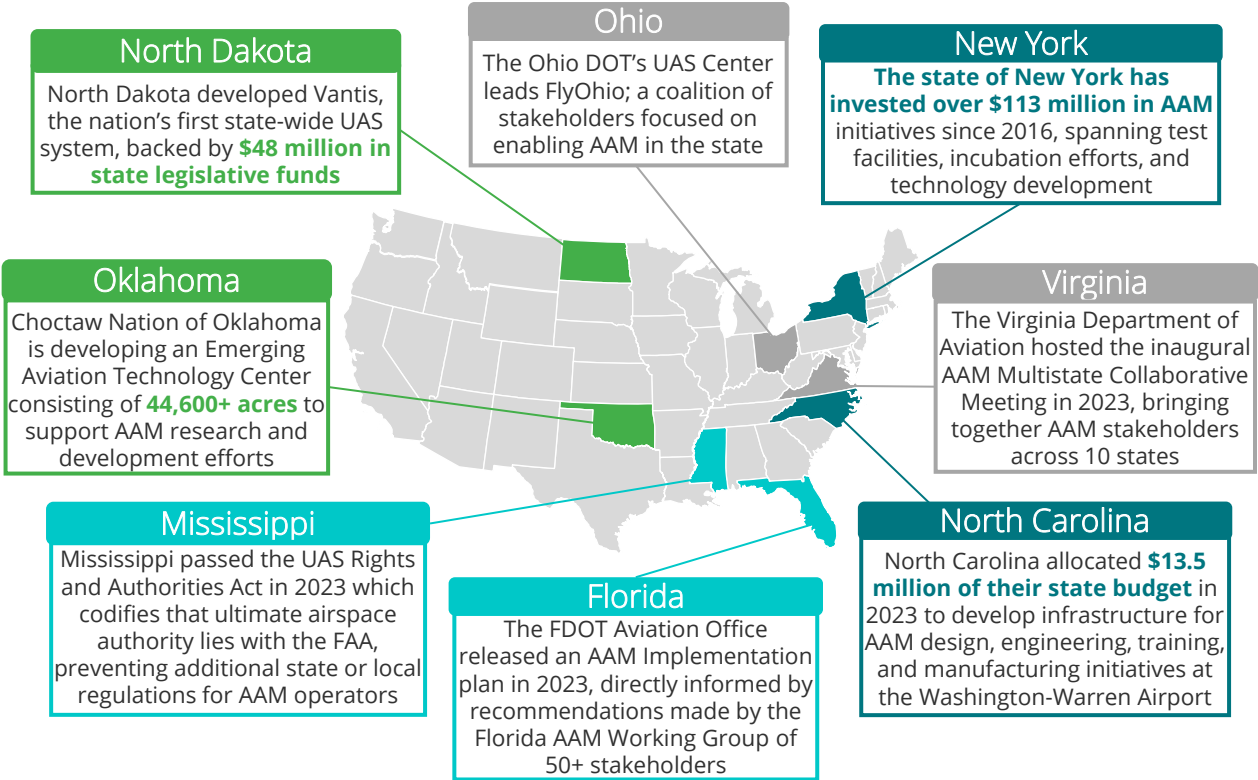 North Dakota
North Dakota developed Vantis,
the nation's first state-wide UAS
system, backed by $48 million in
state legislative funds
Ohio
The Ohio DOT's UAS Center
leads FlyOhio; a coalition of
stakeholders focused on
enabling AAM in the state
New York
The state of New York has
invested over $113 million in AAM
initiatives since 2016, spanning test
facilities, incubation efforts, and
technology development
Oklahoma
Choctaw Nation of Oklahoma
is developing an Emerging
Aviation Technology Center
consisting of 44,600+ acres to
support AAM research and
development efforts
Virginia
The Virginia Department of
Aviation hosted the inaugural
AAM Multistate Collaborative
Meeting in 2023, bringing
together AAM stakeholders
across 10 states
Mississippi
Mississippi passed the UAS Rights
and Authorities Act in 2023 which
codifies that ultimate airspace
authority lies with the FAA,
preventing additional state or local
regulations for AAM operators
Florida
The FDOT Aviation Office
released an AAM Implementation
plan in 2023, directly informed by
recommendations made by the
Florida AAM Working Group of
50+ stakeholders
North Carolina
North Carolina allocated $13.5
million of their state budget in
2023 to develop infrastructure for
AAM design, engineering, training,
and manufacturing initiatives at
the Washington-Warren Airport